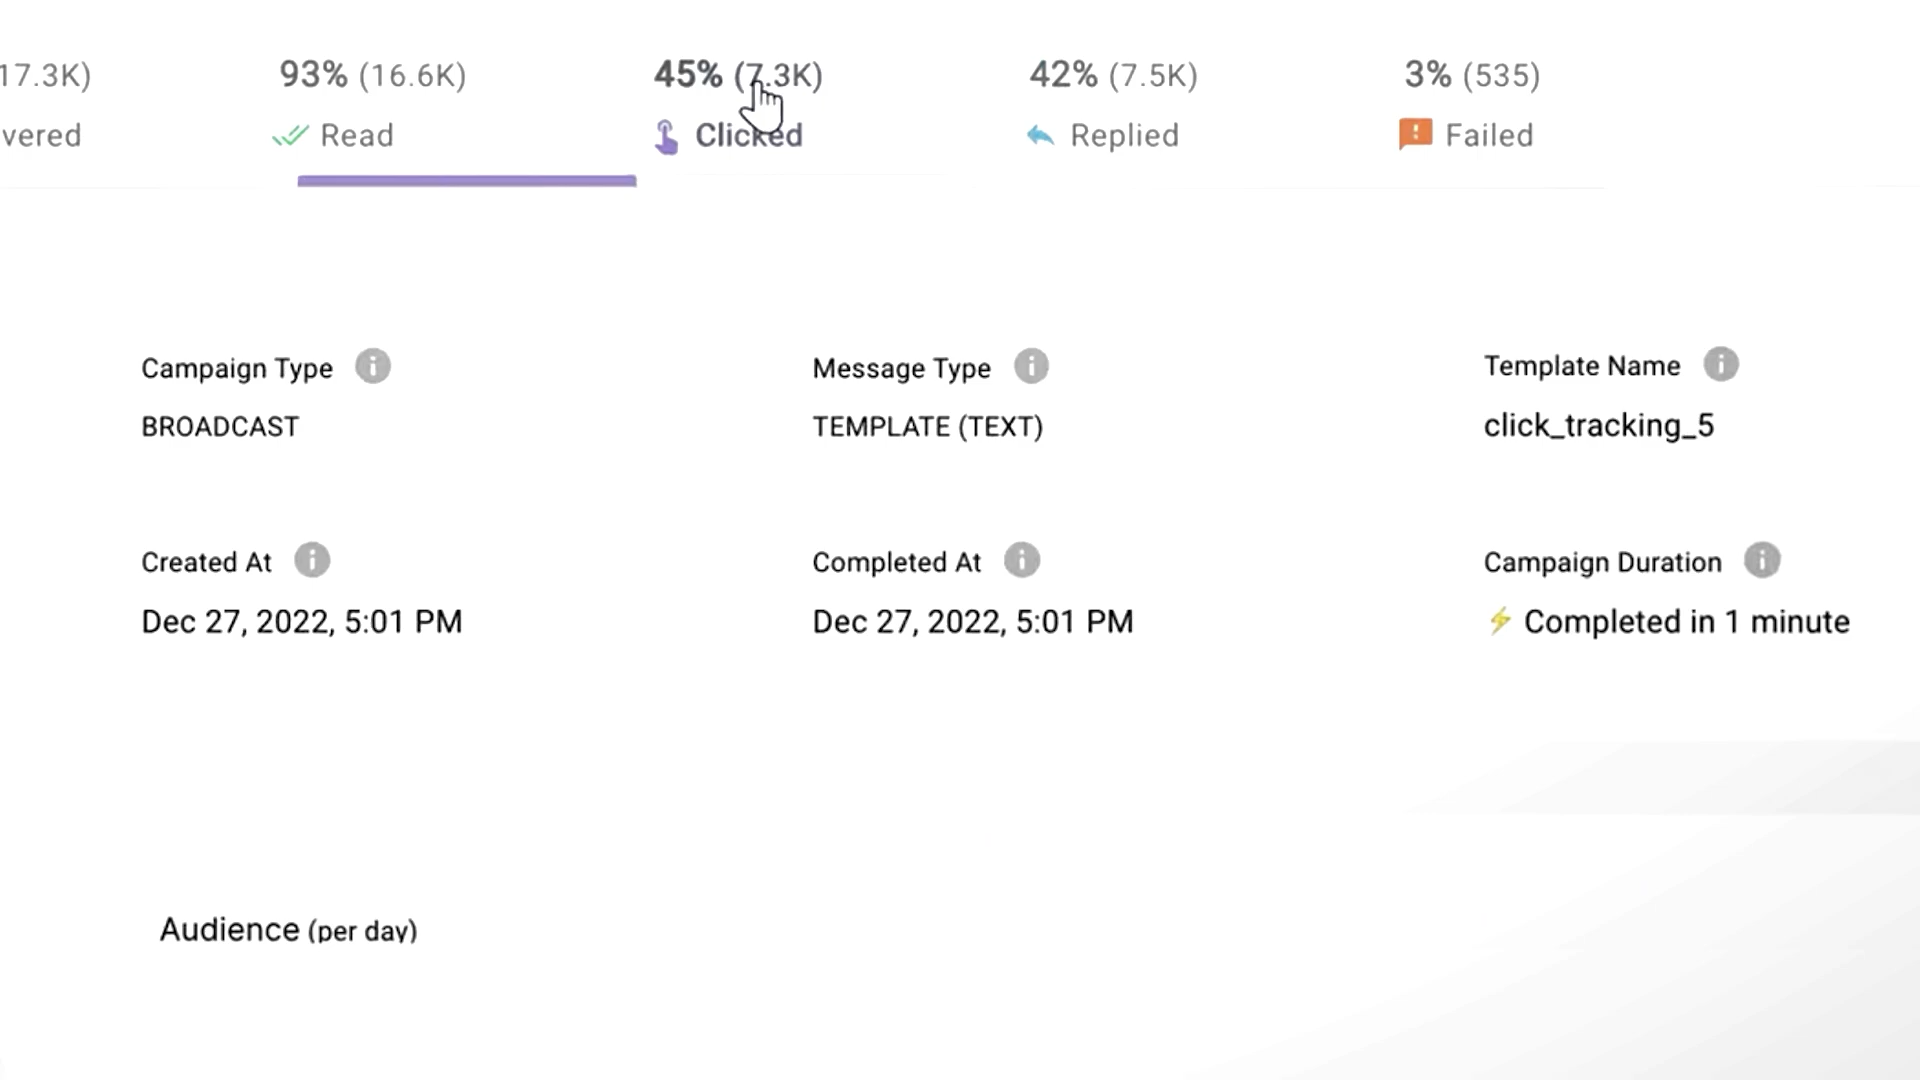 17.3K) 93% (16.6K) 45% (7.3K) 42% (7.5K) 3% (535)
vered Read Clicked Replied Failed
Campaign Type Message Type Template Name
BROADCAST TEMPLATE (TEXT) click_tracking_5
Created At Completed At Campaign Duration
Dec 27, 2022, 5:01 PM Dec 27, 2022, 5:01 PM ⚡ Completed in 1 minute
Audience (per day)